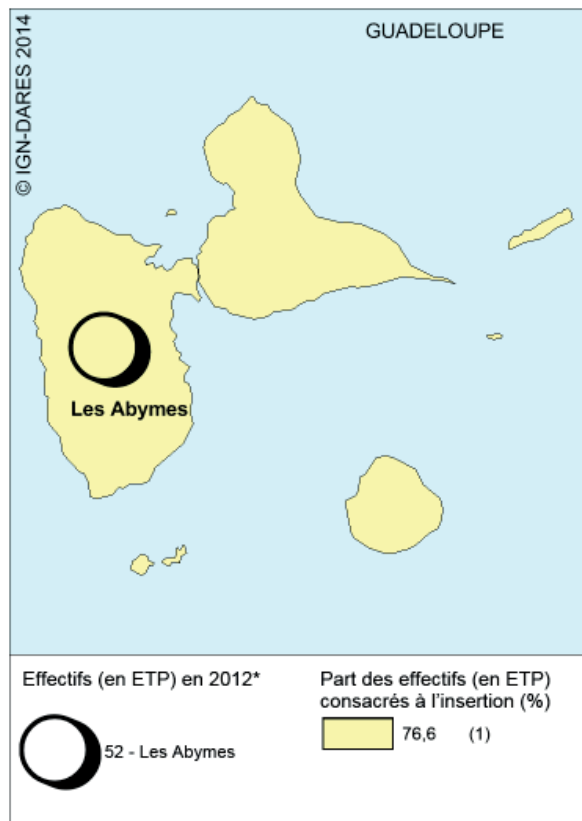 GUADELOUPE
© IGN-DARES 2014
Les Abymes
Effectifs (en ETP) en 2012*
52 - Les Abymes
Part des effectifs (en ETP)
consacrés à l'insertion (%)
76,6 (1)